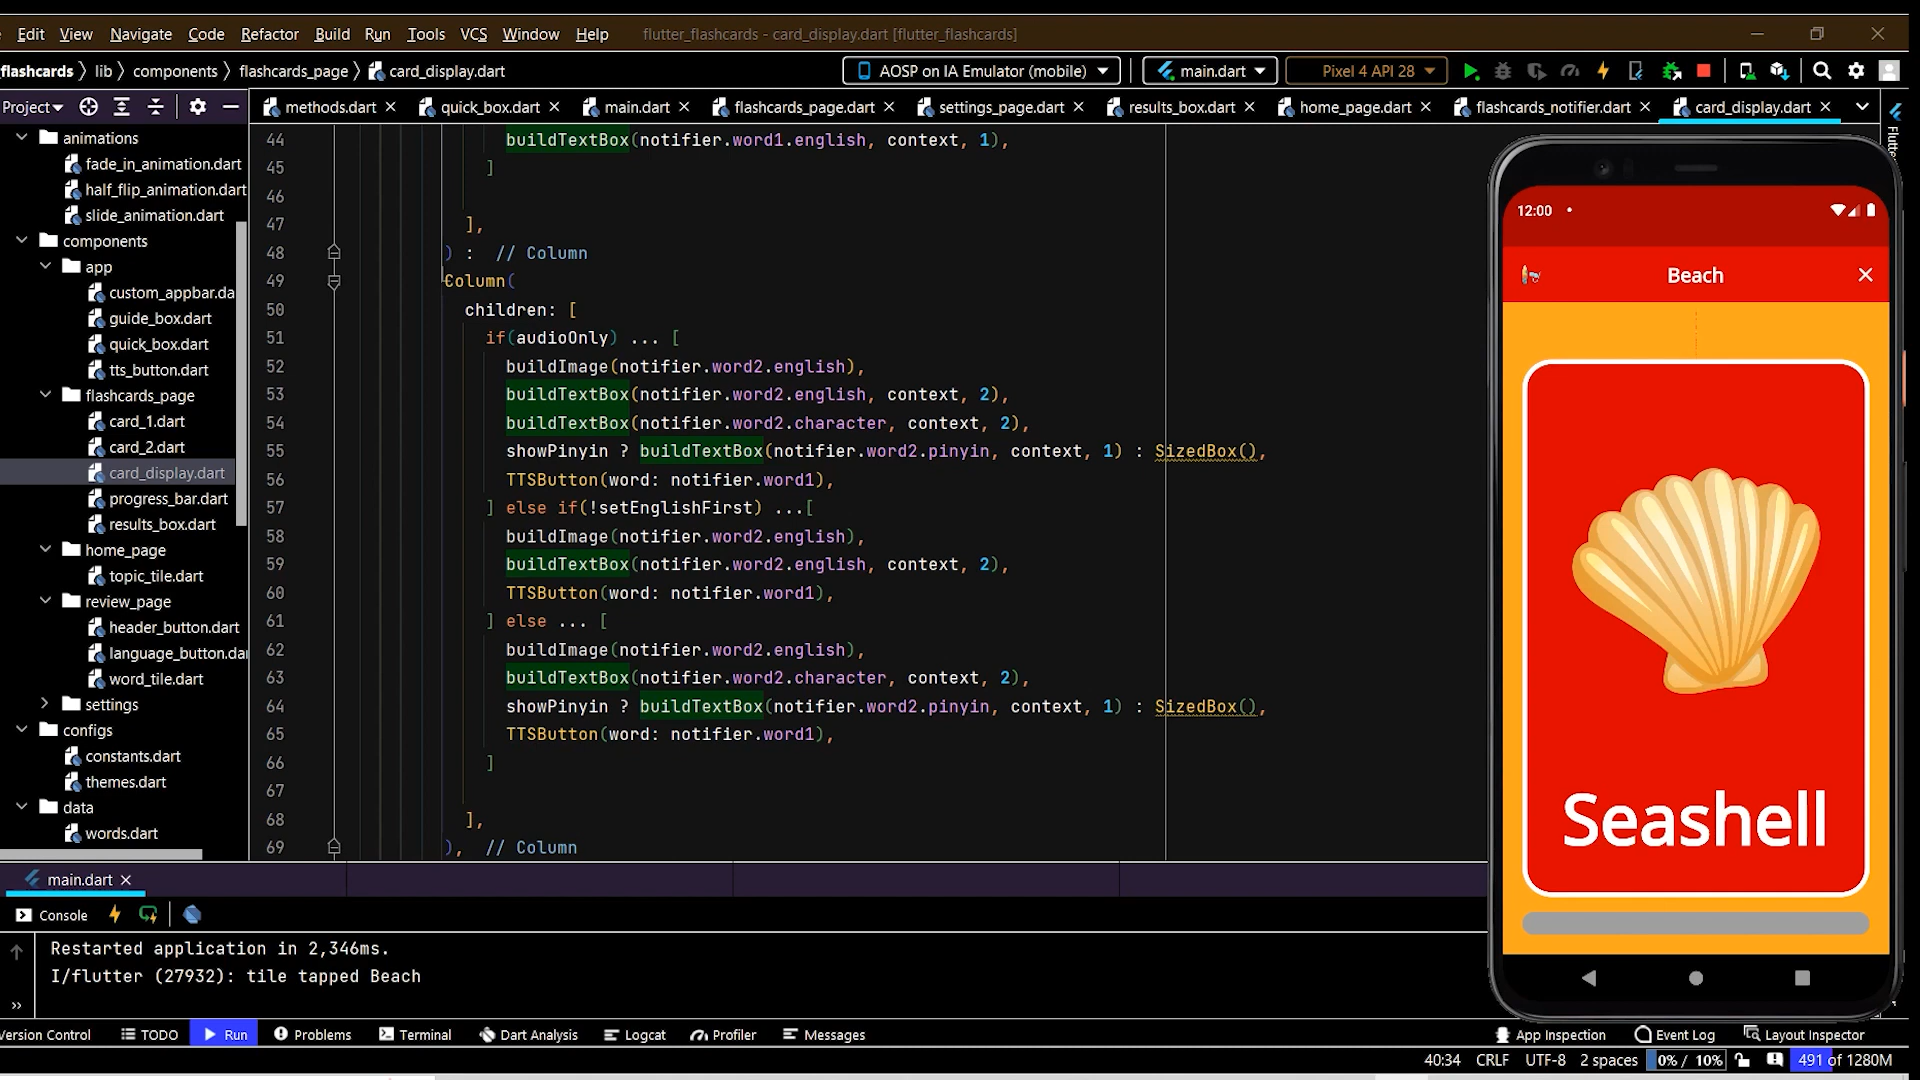 Edit View Navigate Code Refactor Build Run Tools VCS Window Help flutter_flashcards - card_display.dart [flutter_flashcards]
flashcards lib components flashcards_page card_display.dart AOSP on IA Emulator (mobile) main.dart Pixel 4 API 28
Project methods.dart quick_box.dart main.dart flashcards_page.dart settings_page.dart results_box.dart home_page.dart flashcards_notifier.dart card_display.dart
animations
fade_in_animation.dart
half_flip_animation.dart
slide_animation.dart
components
app
custom_appbar.da
guide_box.dart
quick_box.dart
tts_button.dart
flashcards_page
card_1.dart
card_2.dart
card_display.dart
progress_bar.dart
results_box.dart
home_page
topic_tile.dart
review_page
header_button.dart
language_button.dar
word_tile.dart
settings
configs
constants.dart
themes.dart
data
words.dart
44 buildTextBox(notifier.word1.english, context, 1),
45 ]
46
47 ],
48 ) : // Column
49 Column(
50 children: [
51 if(audioOnly) ... [
52 buildImage(notifier.word2.english),
53 buildTextBox(notifier.word2.english, context, 2),
54 buildTextBox(notifier.word2.character, context, 2),
55 showPinyin ? buildTextBox(notifier.word2.pinyin, context, 1) : SizedBox(),
56 TTSButton(word: notifier.word1),
57 ] else if(!setEnglishFirst) ...[
58 buildImage(notifier.word2.english),
59 buildTextBox(notifier.word2.english, context, 2),
60 TTSButton(word: notifier.word1),
61 ] else ... [
62 buildImage(notifier.word2.english),
63 buildTextBox(notifier.word2.character, context, 2),
64 showPinyin ? buildTextBox(notifier.word2.pinyin, context, 1) : SizedBox(),
65 TTSButton(word: notifier.word1),
66 ]
67
68 ],
69 ), // Column
Flutter
12:00
Beach
Seashell
main.dart
Console
Restarted application in 2,346ms.
I/flutter (27932): tile tapped Beach
Version Control TODO Run Problems Terminal Dart Analysis Logcat Profiler Messages App Inspection Event Log Layout Inspector
40:34 CRLF UTF-8 2 spaces 0% / 10% 491 of 1280M